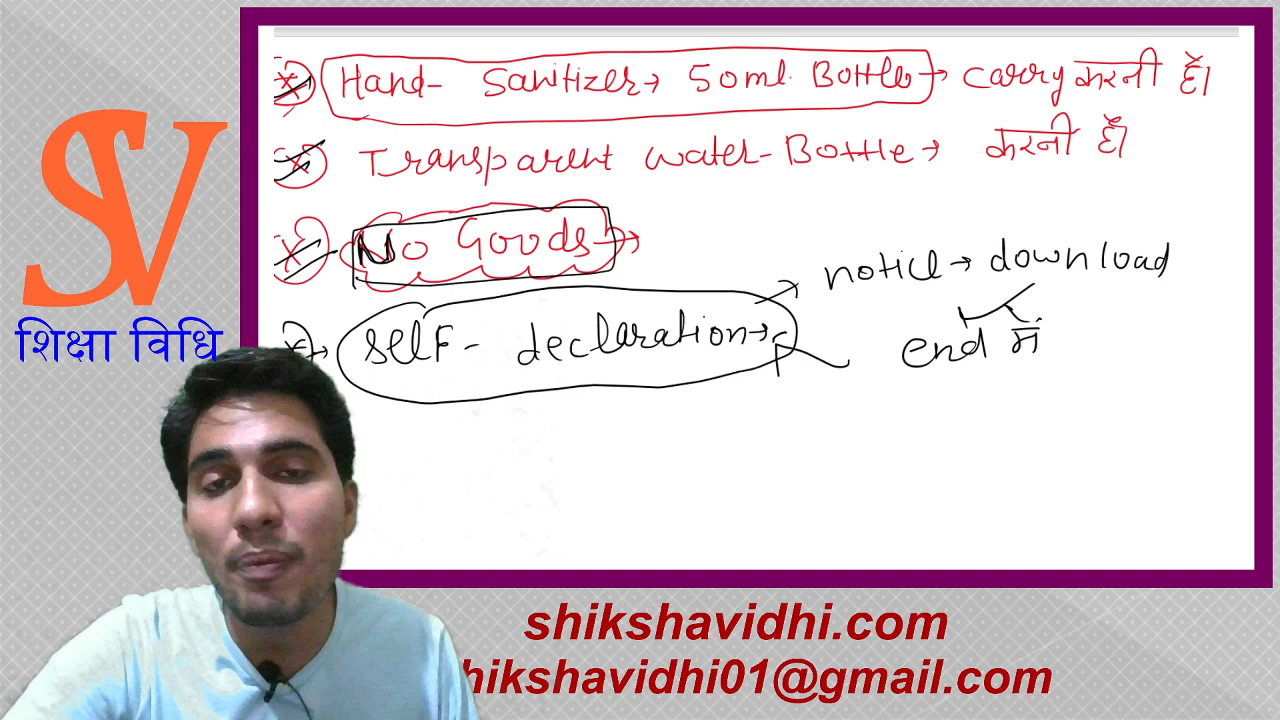 Hand- Sanitizer→ 50ml. Bottle→ carry करनी है।
Transparent water-Bottle→ करनी है।
No Goods→
Self-declaration→
notice→ download
end में
SV
शिक्षा विधि
shikshavidhi.com
hikshavidhi01@gmail.com